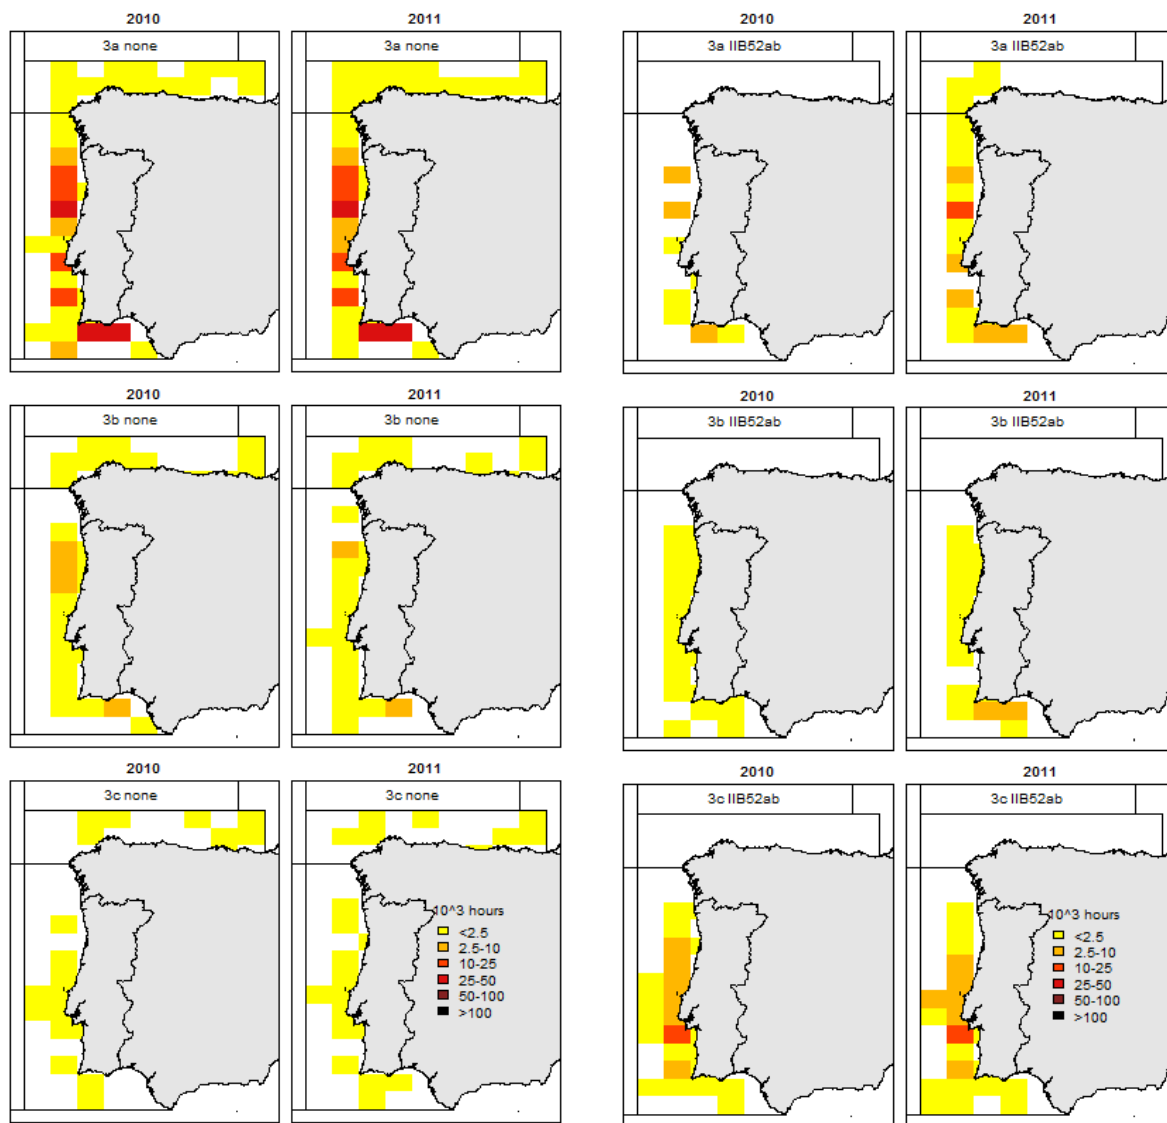 2010
2011
2010
2011
3a none
3a none
3a IIB52ab
3a IIB52ab
2010
2011
2010
2011
3b none
3b none
3b IIB52ab
3b IIB52ab
2010
2011
2010
2011
3c none
3c none
3c IIB52ab
3c IIB52ab
10^3 hours
<2.5
2.5-10
10-25
25-50
50-100
>100
10^3 hours
<2.5
2.5-10
10-25
25-50
50-100
>100